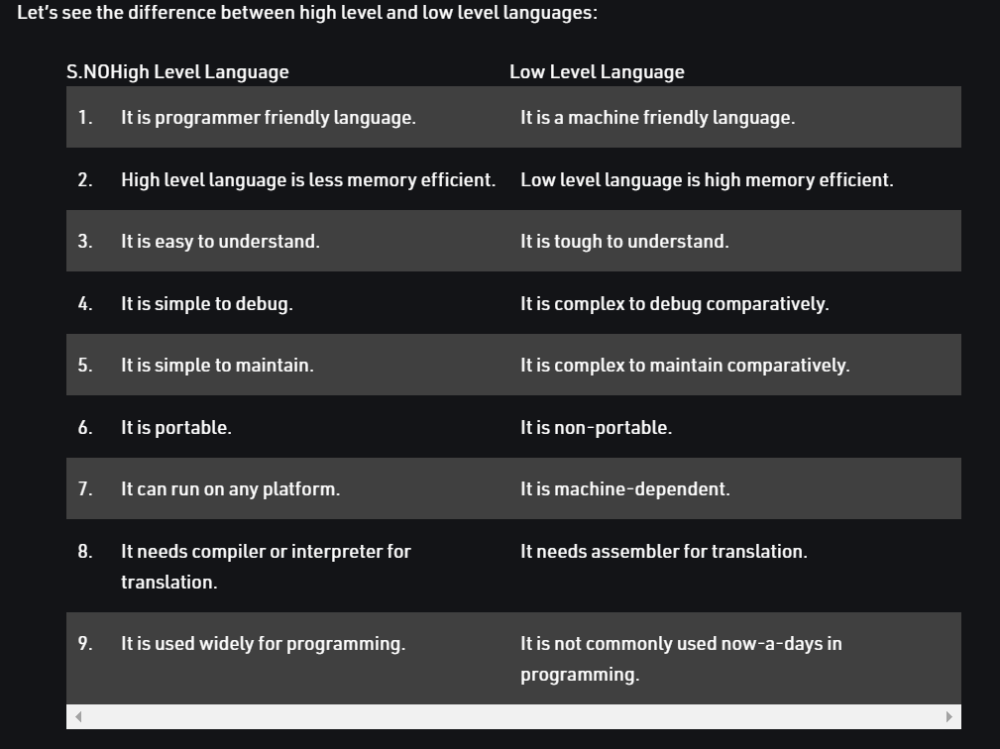 Let's see the difference between high level and low level languages:
S.NOHigh Level Language Low Level Language
1. It is programmer friendly language. It is a machine friendly language.
2. High level language is less memory efficient. Low level language is high memory efficient.
3. It is easy to understand. It is tough to understand.
4. It is simple to debug. It is complex to debug comparatively.
5. It is simple to maintain. It is complex to maintain comparatively.
6. It is portable. It is non-portable.
7. It can run on any platform. It is machine-dependent.
8. It needs compiler or interpreter for It needs assembler for translation.
translation.
9. It is used widely for programming. It is not commonly used now-a-days in
programming.